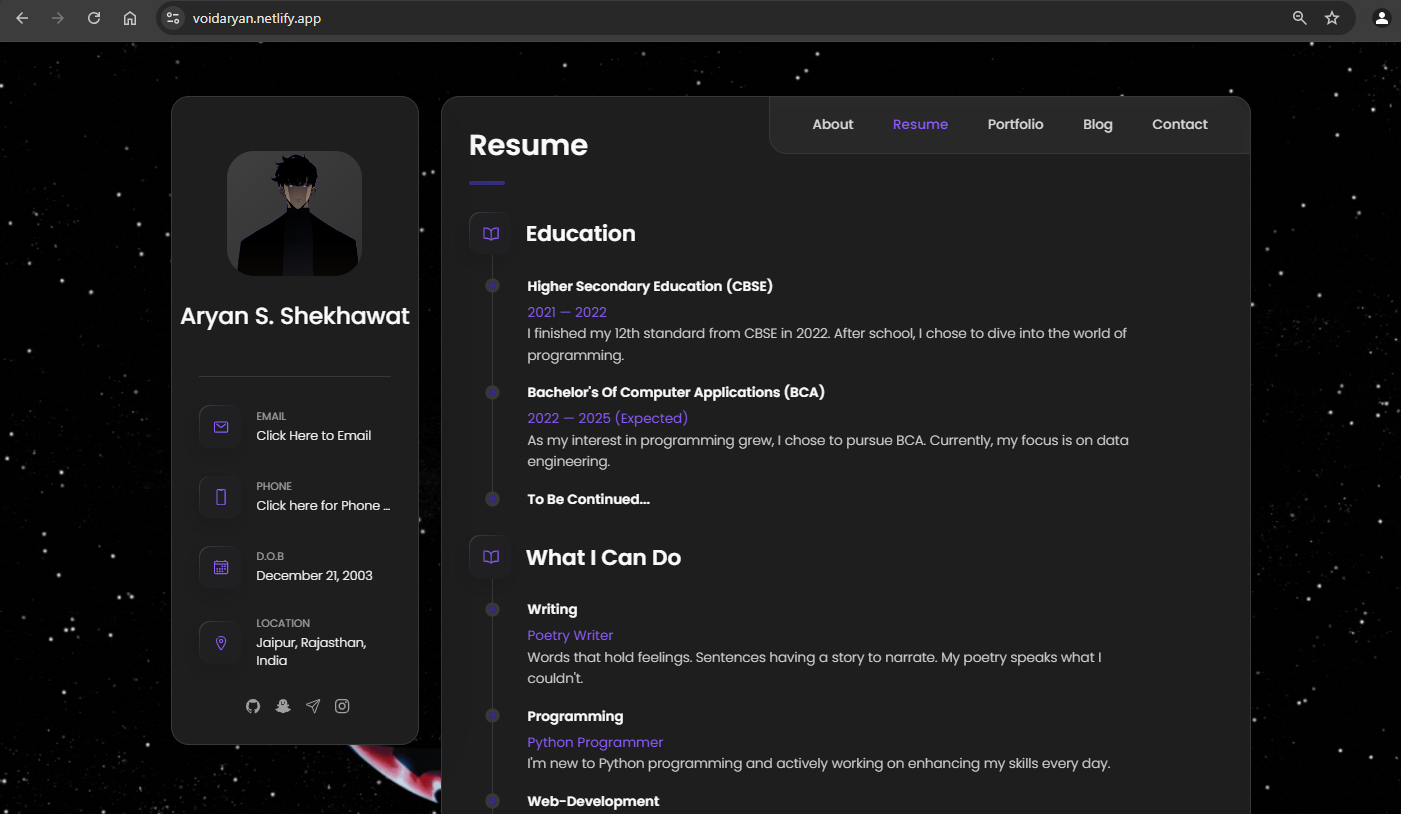 voidaryan.netlify.app
Aryan S. Shekhawat
EMAIL
Click Here to Email
PHONE
Click here for Phone ...
D.O.B
December 21, 2003
LOCATION
Jaipur, Rajasthan,
India
About Resume Portfolio Blog Contact
Resume
Education
Higher Secondary Education (CBSE)
2021 — 2022
I finished my 12th standard from CBSE in 2022. After school, I chose to dive into the world of
programming.
Bachelor's Of Computer Applications (BCA)
2022 — 2025 (Expected)
As my interest in programming grew, I chose to pursue BCA. Currently, my focus is on data
engineering.
To Be Continued...
What I Can Do
Writing
Poetry Writer
Words that hold feelings. Sentences having a story to narrate. My poetry speaks what I
couldn't.
Programming
Python Programmer
I'm new to Python programming and actively working on enhancing my skills every day.
Web-Development